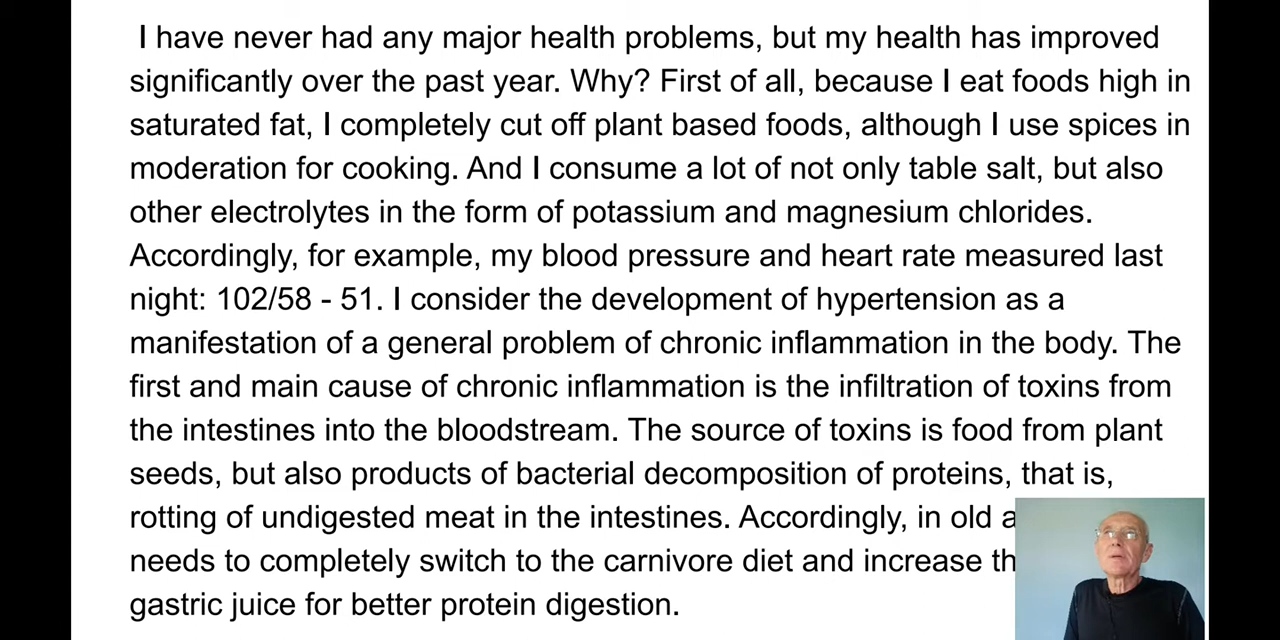 I have never had any major health problems, but my health has improved
significantly over the past year. Why? First of all, because I eat foods high in
saturated fat, I completely cut off plant based foods, although I use spices in
moderation for cooking. And I consume a lot of not only table salt, but also
other electrolytes in the form of potassium and magnesium chlorides.
Accordingly, for example, my blood pressure and heart rate measured last
night: 102/58 - 51. I consider the development of hypertension as a
manifestation of a general problem of chronic inflammation in the body. The
first and main cause of chronic inflammation is the infiltration of toxins from
the intestines into the bloodstream. The source of toxins is food from plant
seeds, but also products of bacterial decomposition of proteins, that is,
rotting of undigested meat in the intestines. Accordingly, in old
needs to completely switch to the carnivore diet and increase
gastric juice for better protein digestion.